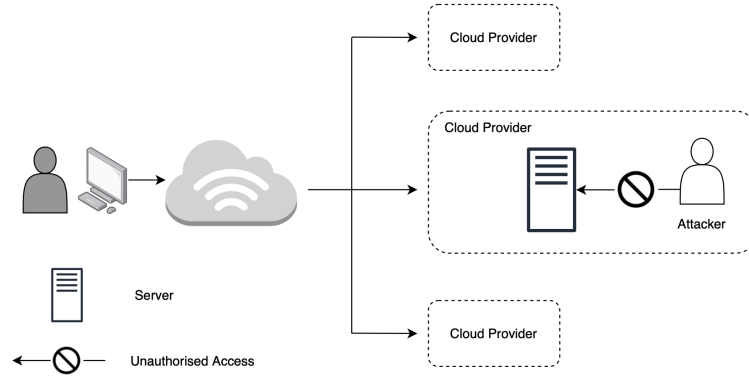 Cloud Provider
Cloud Provider
Attacker
Server
Cloud Provider
Unauthorised Access